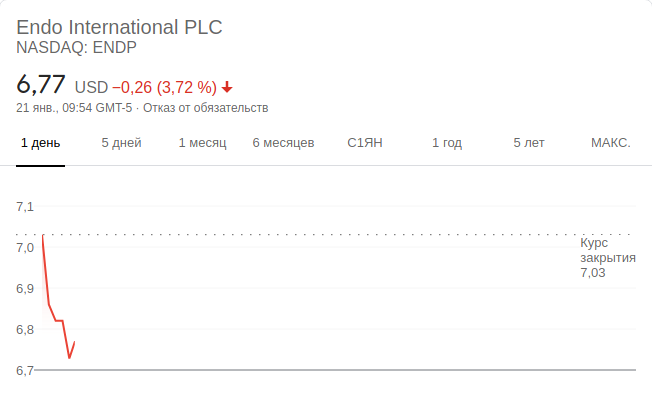 Endo International PLC
NASDAQ: ENDP
6,77 USD −0,26 (3,72 %)
21 янв., 09:54 GMT-5 · Отказ от обязательств
1 день 5 дней 1 месяц 6 месяцев С1ЯН 1 год 5 лет МАКС.
7,1
7,0
6,9
6,8
6,7
Курс
закрытия
7,03